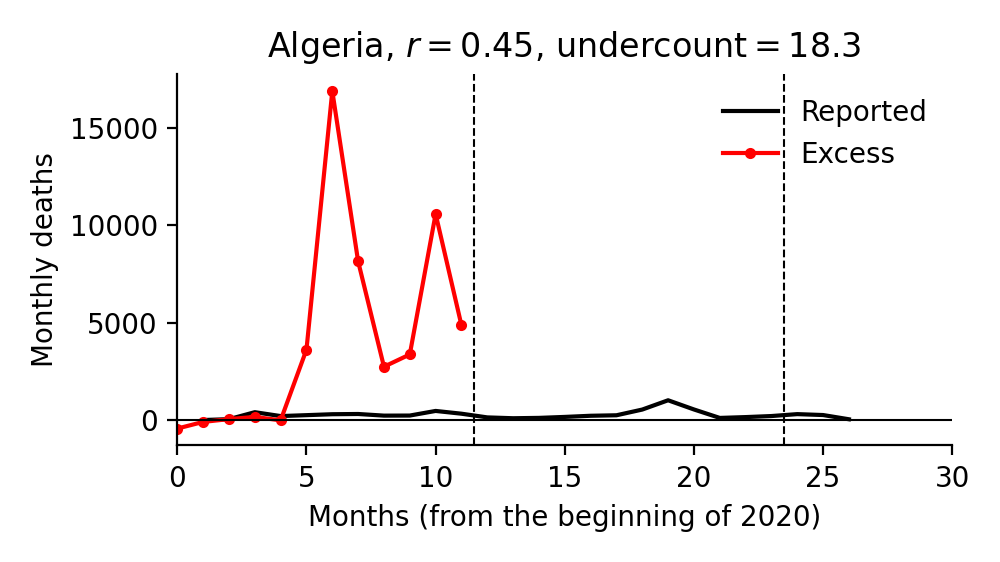 Algeria, r = 0.45, undercount = 18.3
Monthly deaths
15000
10000
5000
0
Reported
Excess
0 5 10 15 20 25 30
Months (from the beginning of 2020)